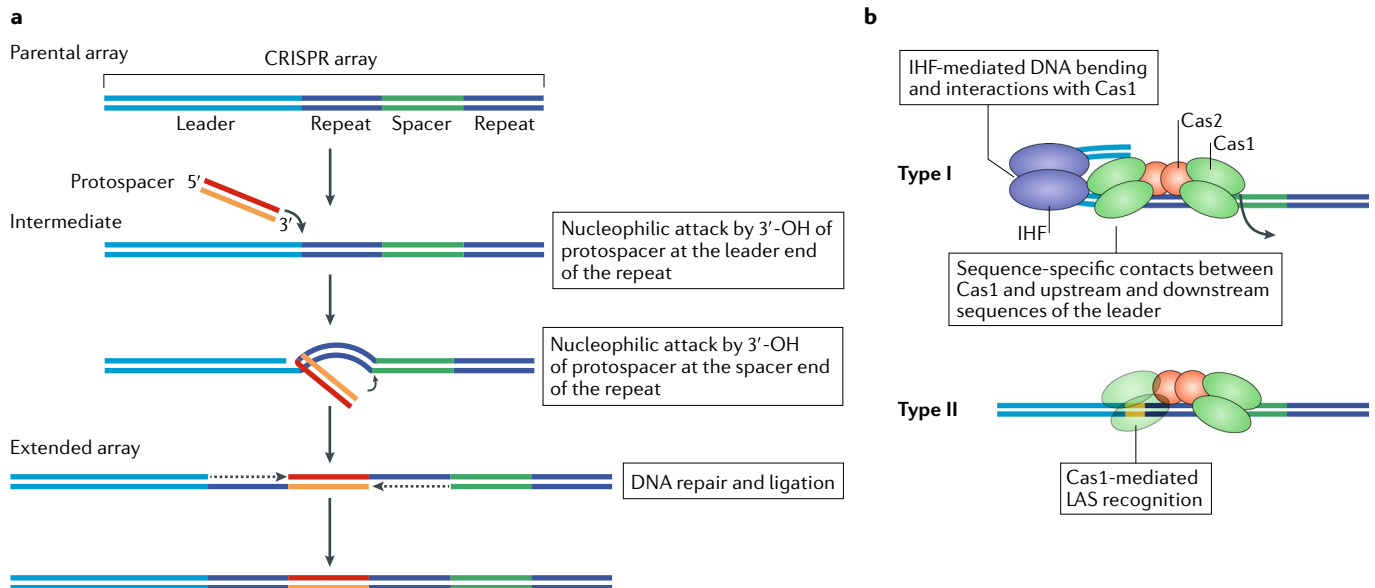 a
Parental array
CRISPR array
Leader
Repeat
Spacer
Repeat
Protospacer
5′
3′
Intermediate
Nucleophilic attack by 3′-OH of
protospacer at the leader end
of the repeat
Nucleophilic attack by 3′-OH
of protospacer at the spacer end
of the repeat
Extended array
DNA repair and ligation
b
IHF-mediated DNA bending
and interactions with Cas1
Cas2
Cas1
Type I
IHF
Sequence-specific contacts between
Cas1 and upstream and downstream
sequences of the leader
Type II
Cas1-mediated
LAS recognition